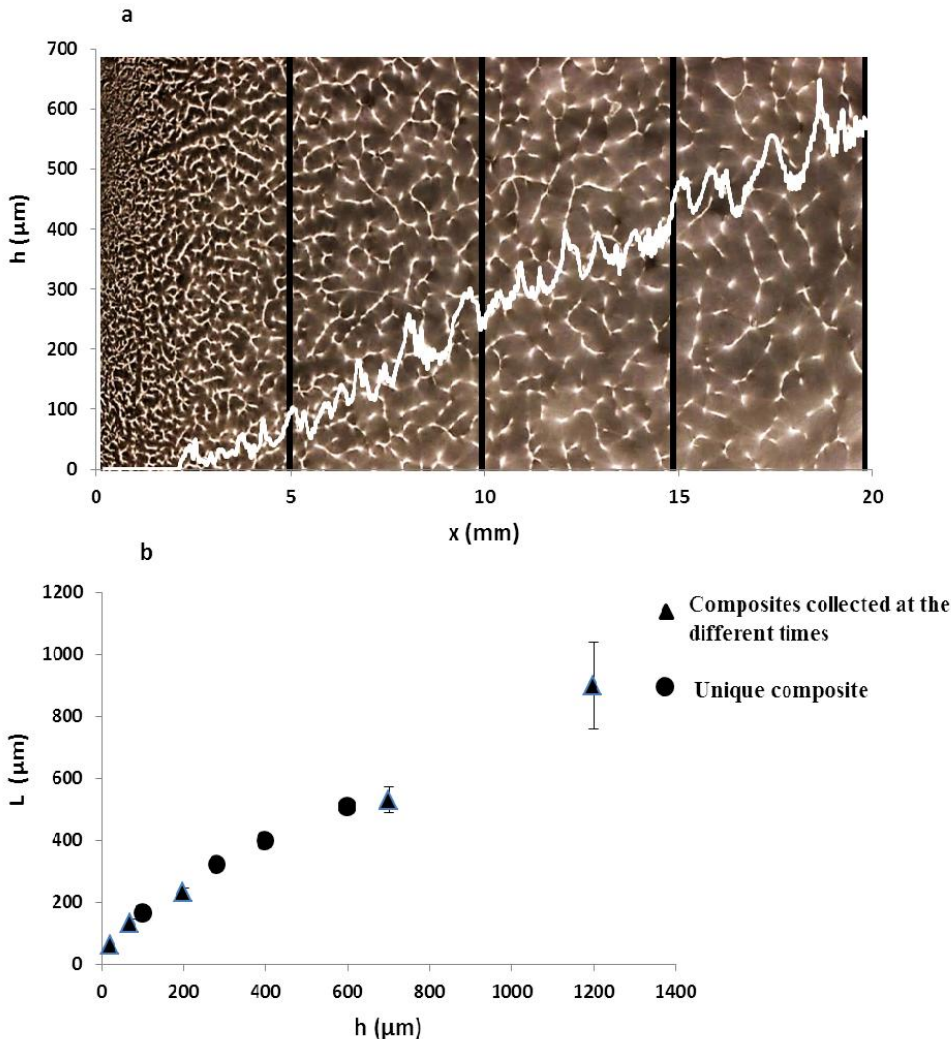 a
700
600
500
400
300
200
100
0
h (µm)
0 5 10 15 20
x (mm)
b
1200
1000
800
600
400
200
0
L (µm)
0 200 400 600 800 1000 1200 1400
h (µm)
Composites collected at the
different times
Unique composite